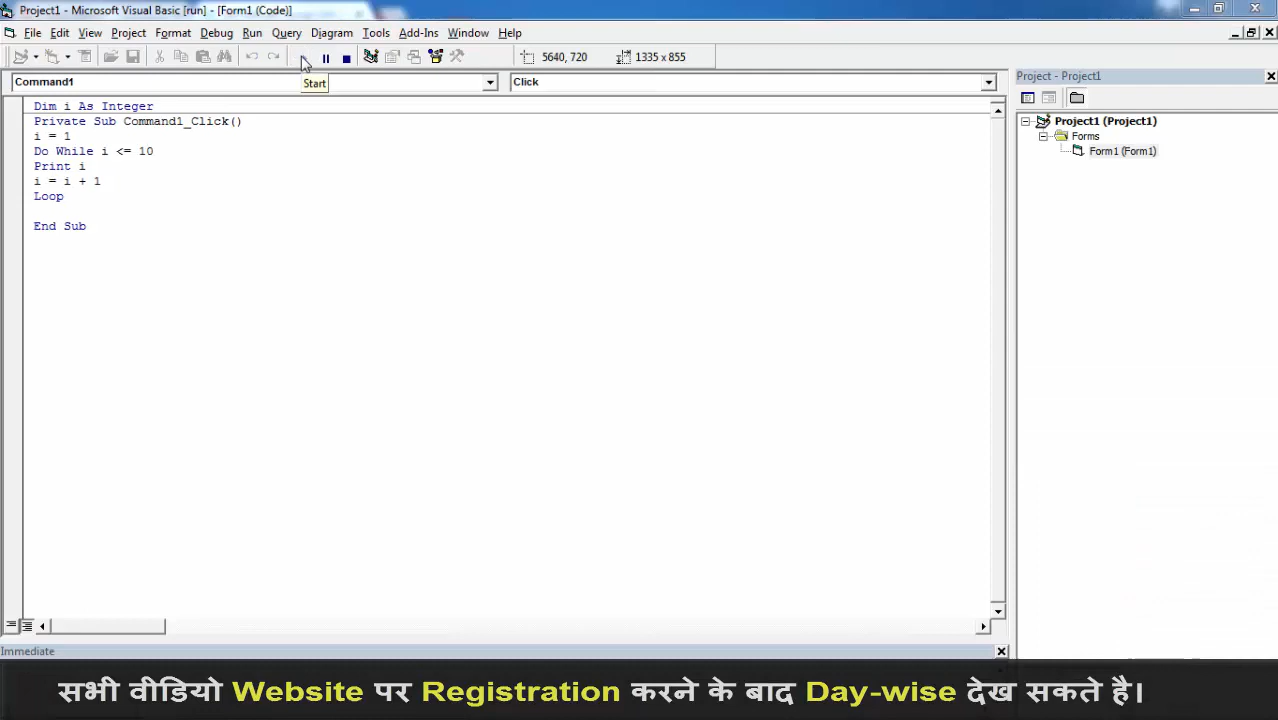 Project1 - Microsoft Visual Basic [run] - [Form1 (Code)]
File Edit View Project Format Debug Run Query Diagram Tools Add-Ins Window Help
5640, 720 1335 x 855
Start
Command1 Click
Dim i As Integer
Private Sub Command1_Click()
i = 1
Do While i <= 10
Print i
i = i + 1
Loop
End Sub
Project - Project1
Project1 (Project1)
Forms
Form1 (Form1)
Immediate
सभी वीडियो Website पर Registration करने के बाद Day-wise देख सकते है।